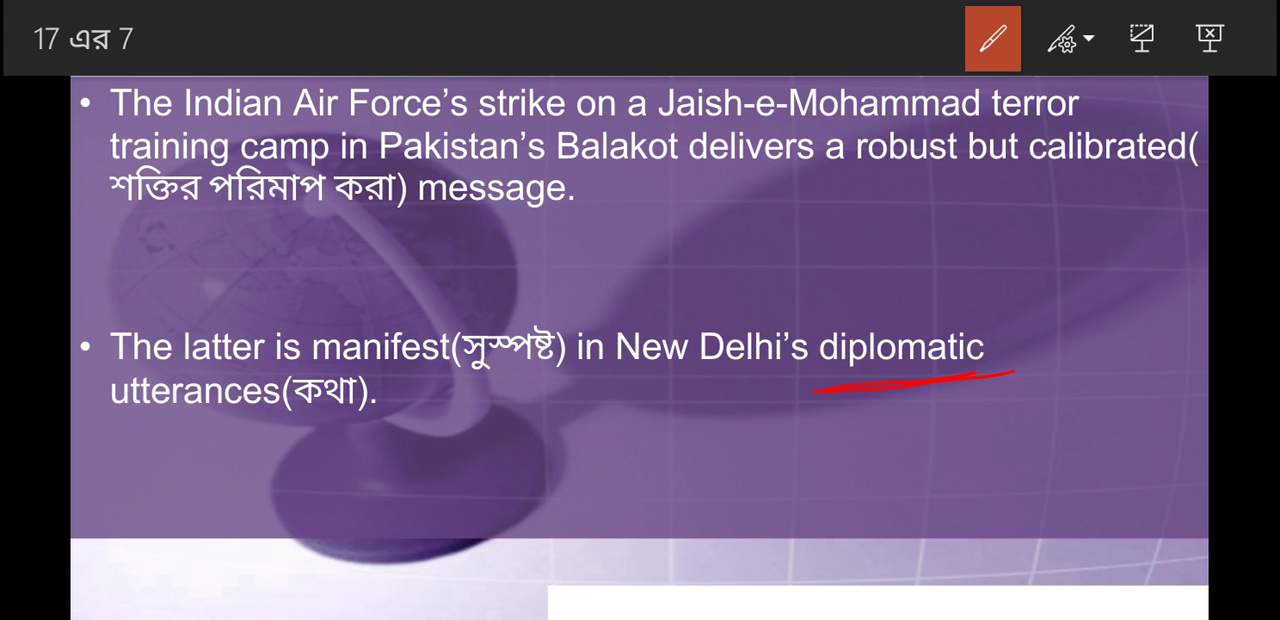 17 এর 7
• The Indian Air Force’s strike on a Jaish-e-Mohammad terror
training camp in Pakistan’s Balakot delivers a robust but calibrated(
শক্তির পরিমাপ করা) message.
• The latter is manifest(সুস্পষ্ট) in New Delhi’s diplomatic
utterances(কথা).